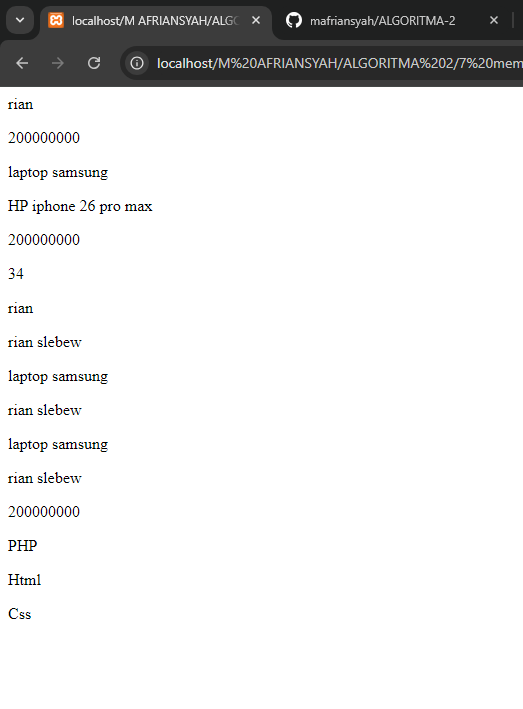 localhost/M AFRIANSYAH/ALGO
mafriansyah/ALGORITMA-2
localhost/M%20AFRIANSYAH/ALGORITMA%202/7%20mem
rian
200000000
laptop samsung
HP iphone 26 pro max
200000000
34
rian
rian slebew
laptop samsung
rian slebew
laptop samsung
rian slebew
200000000
PHP
Html
Css